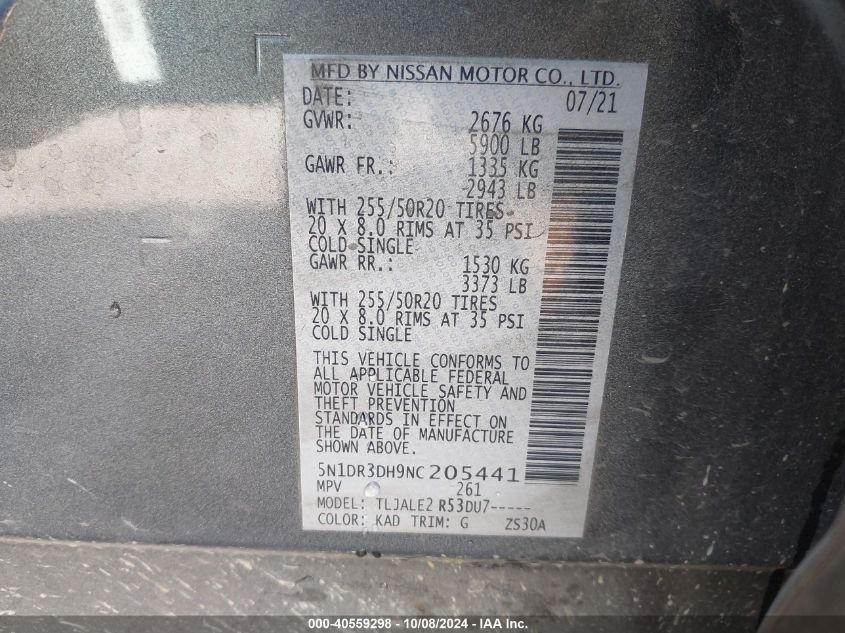 MFD BY NISSAN MOTOR CO., LTD.
DATE: 07/21
GVWR: 2676 KG
5900 LB
GAWR FR.: 1335 KG
2943 LB
WITH 255/50R20 TIRES
20 X 8.0 RIMS AT 35 PSI
COLD SINGLE
GAWR RR.: 1530 KG
3373 LB
WITH 255/50R20 TIRES
20 X 8.0 RIMS AT 35 PSI
COLD SINGLE
THIS VEHICLE CONFORMS TO
ALL APPLICABLE FEDERAL
MOTOR VEHICLE SAFETY AND
THEFT PREVENTION
STANDARDS IN EFFECT ON
THE DATE OF MANUFACTURE
SHOWN ABOVE.
5N1DR3DH9NC205441
MPV 261
MODEL: TLJALE2 R53DU7-----
COLOR: KAD TRIM: G ZS30A
000-40559298 - 10/08/2024 - IAA Inc.